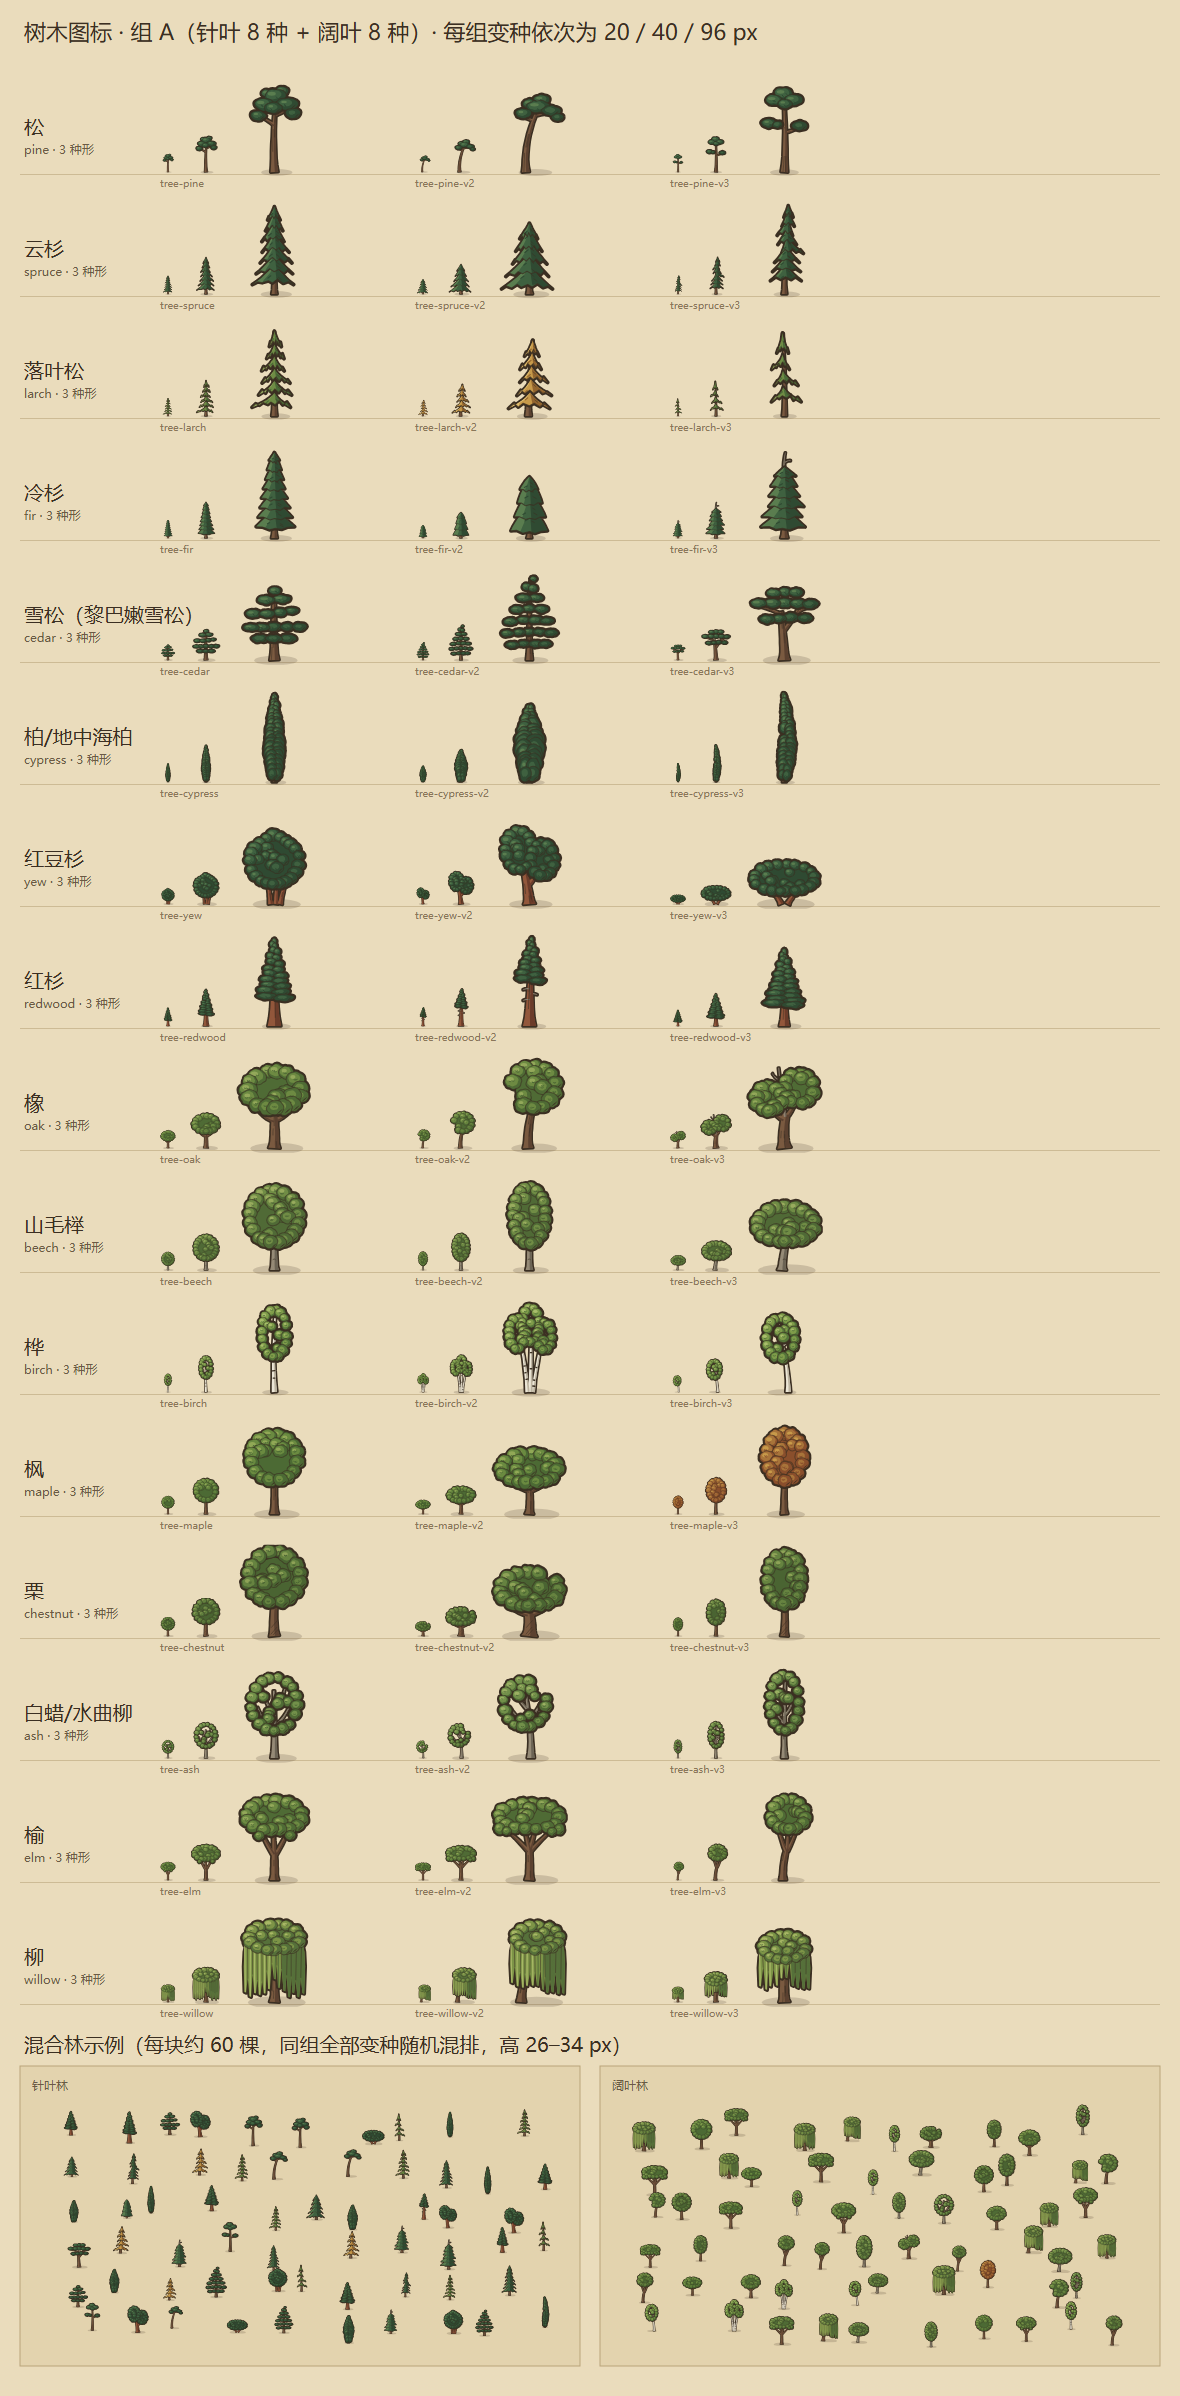 树木图标 · 组 A（针叶 8 种 + 阔叶 8 种）· 每组变种依次为 20 / 40 / 96 px
松
pine · 3 种形
tree-pine
tree-pine-v2
tree-pine-v3
云杉
spruce · 3 种形
tree-spruce
tree-spruce-v2
tree-spruce-v3
落叶松
larch · 3 种形
tree-larch
tree-larch-v2
tree-larch-v3
冷杉
fir · 3 种形
tree-fir
tree-fir-v2
tree-fir-v3
雪松（黎巴嫩雪松）
cedar · 3 种形
tree-cedar
tree-cedar-v2
tree-cedar-v3
柏/地中海柏
cypress · 3 种形
tree-cypress
tree-cypress-v2
tree-cypress-v3
红豆杉
yew · 3 种形
tree-yew
tree-yew-v2
tree-yew-v3
红杉
redwood · 3 种形
tree-redwood
tree-redwood-v2
tree-redwood-v3
橡
oak · 3 种形
tree-oak
tree-oak-v2
tree-oak-v3
山毛榉
beech · 3 种形
tree-beech
tree-beech-v2
tree-beech-v3
桦
birch · 3 种形
tree-birch
tree-birch-v2
tree-birch-v3
枫
maple · 3 种形
tree-maple
tree-maple-v2
tree-maple-v3
栗
chestnut · 3 种形
tree-chestnut
tree-chestnut-v2
tree-chestnut-v3
白蜡/水曲柳
ash · 3 种形
tree-ash
tree-ash-v2
tree-ash-v3
榆
elm · 3 种形
tree-elm
tree-elm-v2
tree-elm-v3
柳
willow · 3 种形
tree-willow
tree-willow-v2
tree-willow-v3
混合林示例（每块约 60 棵，同组全部变种随机混排，高 26–34 px）
针叶林
阔叶林